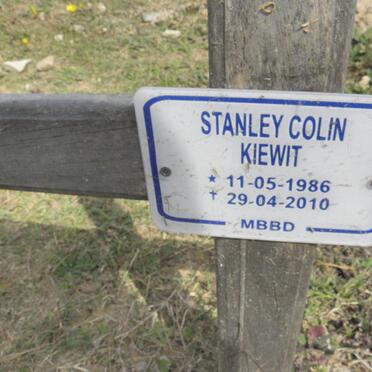 STANLEY COLIN
KIEWIT
* 11-05-1986
† 29-04-2010
MBBD